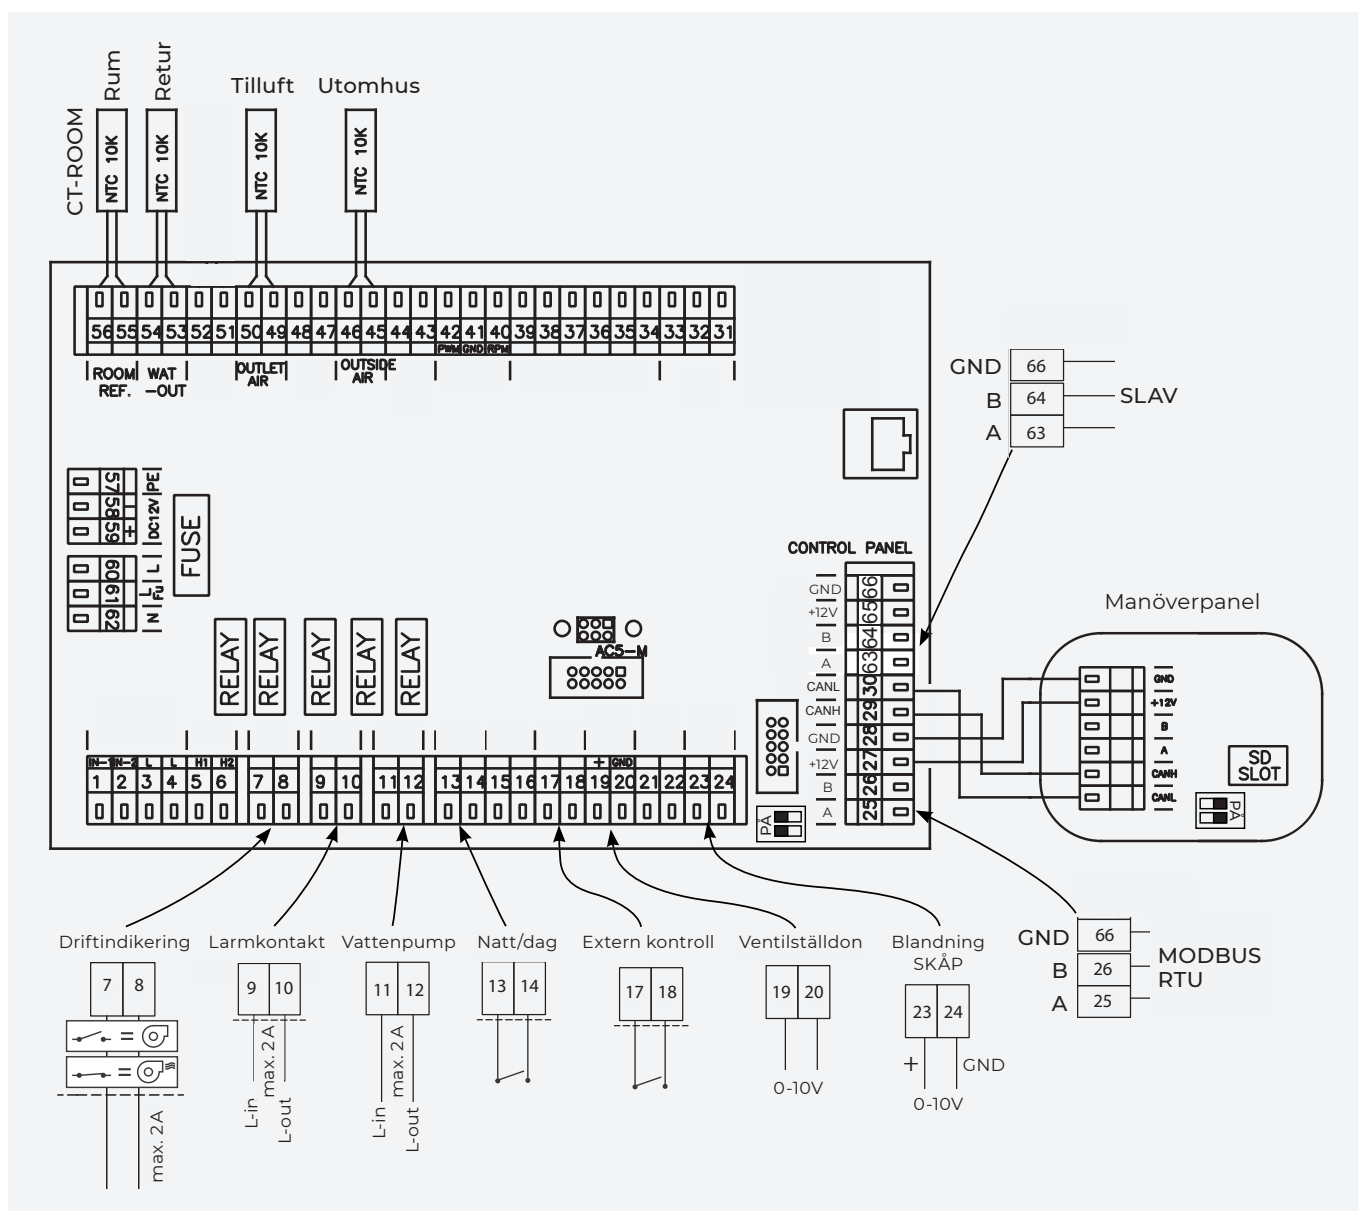 CT-ROOM
Rum
Retur
Tilluft
Utomhus
NTC 10K
NTC 10K
NTC 10K
NTC 10K
56 55 54 53 52 51 50 49 48 47 46 45 44 43 42 41 40 39 38 37 36 35 34 33 32 31
PWM GND RPM
ROOM REF.
WAT -OUT
OUTLET AIR
OUTSIDE AIR
GND 66
B 64
A 63
SLAV
57 PE
58 -
59 +
DC12V
60 L
61 L Fu
62 N
FUSE
RELAY
RELAY
RELAY
RELAY
RELAY
AC5-M
CONTROL PANEL
GND 66
+12V 65
B 64
A 63
CANL 30
CANH 29
GND 28
+12V 27
B 26
A 25
PÅ
Manöverpanel
GND
+12V
B
A
CANH
CANL
SD SLOT
PÅ
IN-1 IN-2 L L H1 H2 + GND
1 2 3 4 5 6 7 8 9 10 11 12 13 14 15 16 17 18 19 20 21 22 23 24
Driftindikering
7 8
=
=
max. 2 A
Larmkontakt
9 10
L-in
max. 2 A
L-out
Vattenpump
11 12
L-in
max. 2 A
L-out
Natt/dag
13 14
Extern kontroll
17 18
Ventilställdon
19 20
0-10V
Blandning
SKÅP
23 24
+ GND
0-10V
GND 66
B 26
A 25
MODBUS
RTU